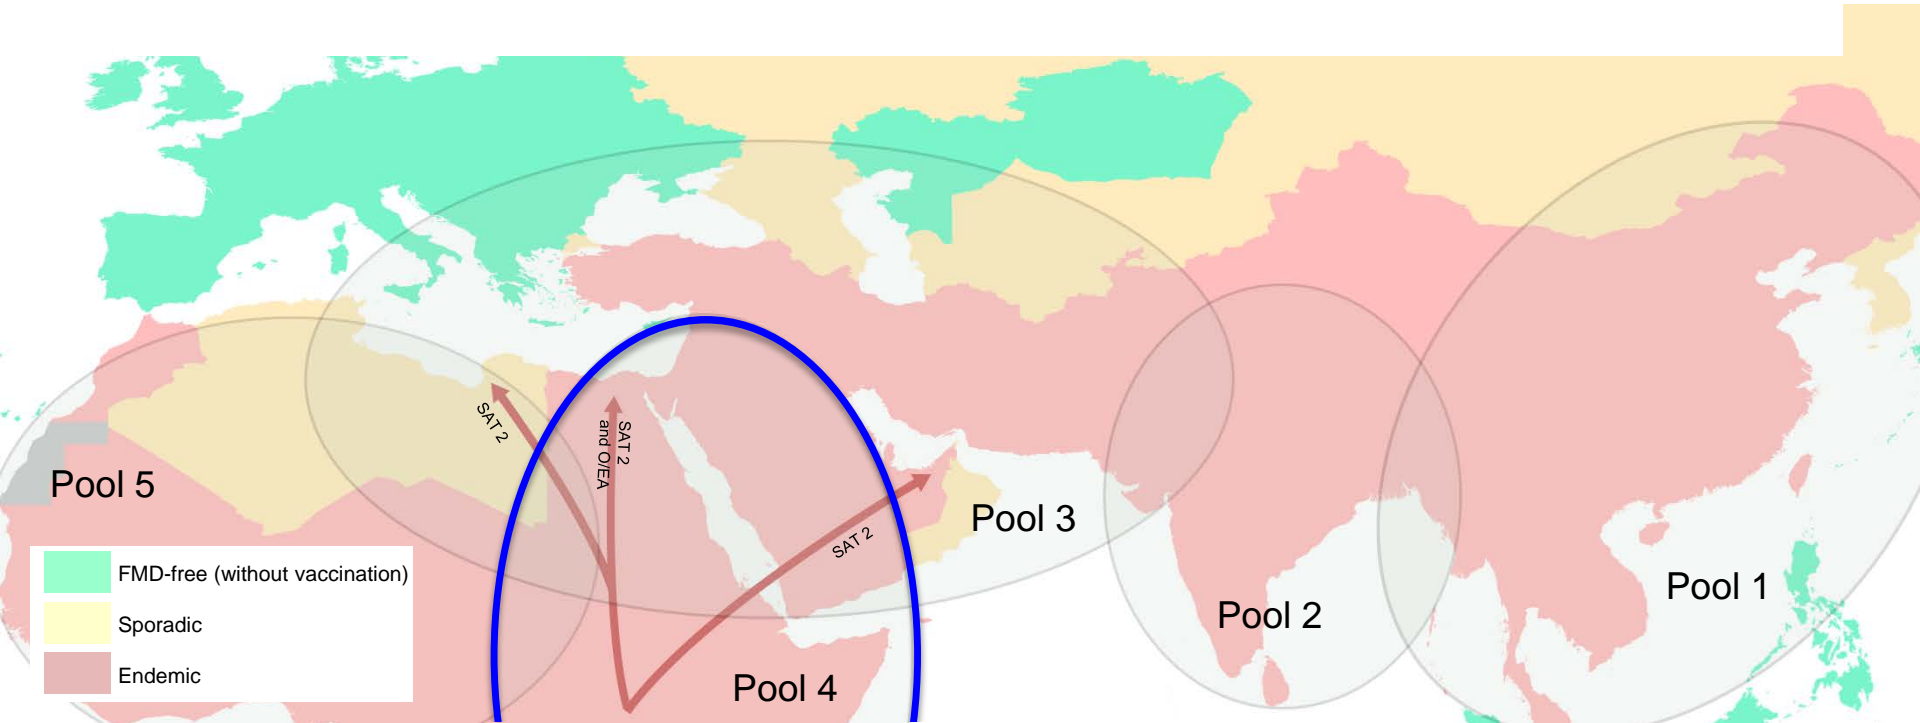 SAT 2
SAT 2
and O/EA
SAT 2
Pool 5
Pool 3
Pool 2
Pool 1
Pool 4
FMD-free (without vaccination)
Sporadic
Endemic